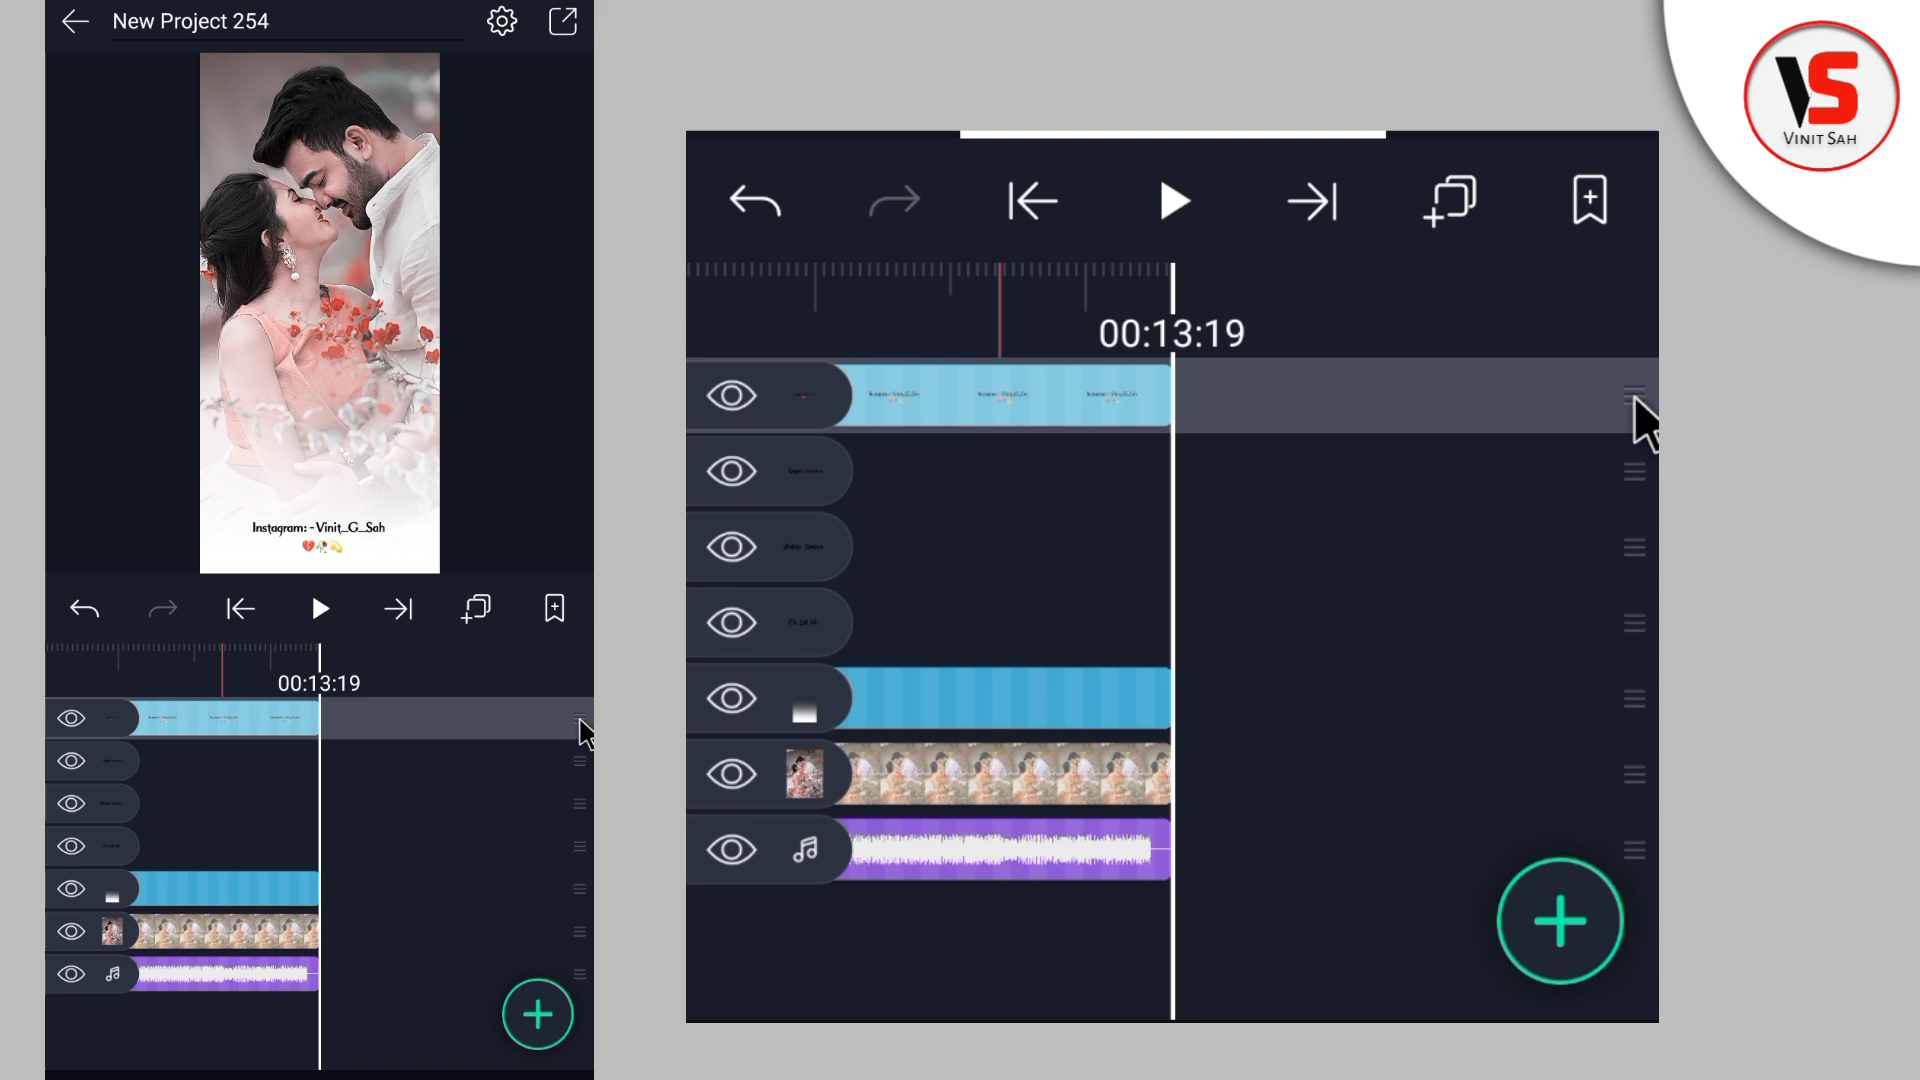 New Project 254
Instagram: - Vinit_G_Sah
💔🥀💫
00:13:19
00:13:19
VS
VINIT SAH